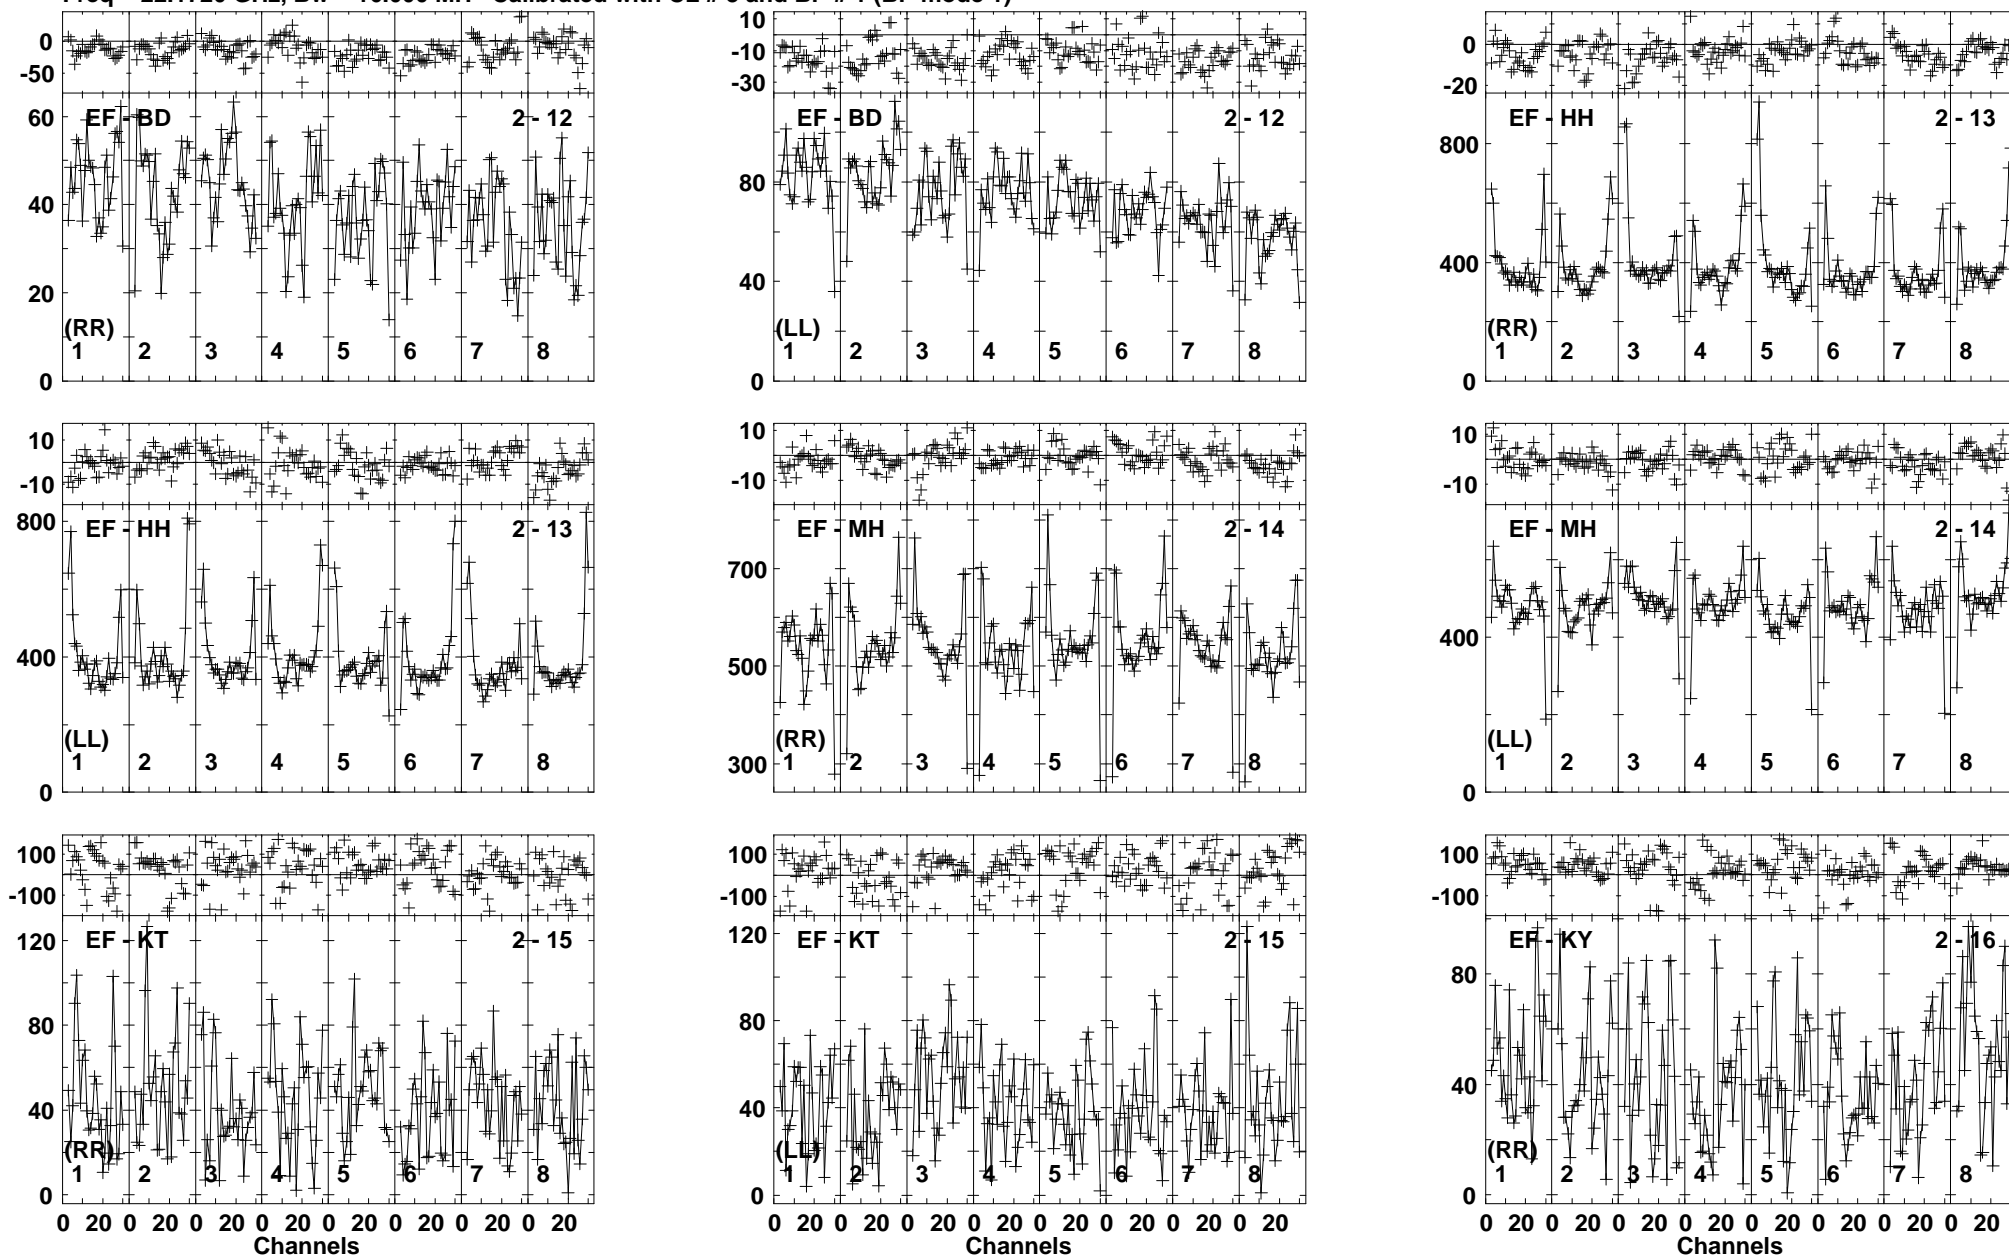 0 10 0
-50 -10 -30 -20
EF - BD 2 - 12 EF - BD 2 - 12 EF - HH 2 - 13
60 40 20 0 80 40 0 800 400 0
(RR) (LL) (RR)
1 2 3 4 5 6 7 8 1 2 3 4 5 6 7 8 1 2 3 4 5 6 7 8
10 -10 10 -10 10 -10
EF - HH 2 - 13 EF - MH 2 - 14 EF - MH 2 - 14
800 400 0 700 500 300 400 0
(LL) (RR) (LL)
1 2 3 4 5 6 7 8 1 2 3 4 5 6 7 8 1 2 3 4 5 6 7 8
100 -100 100 -100 100 -100
EF - KT 2 - 15 EF - KT 2 - 15 EF - KY 2 - 16
120 80 40 0 120 80 40 0 80 40 0
(RR) (LL) (RR)
1 2 3 4 5 6 7 8 1 2 3 4 5 6 7 8 1 2 3 4 5 6 7 8
0 20 0 20 0 20 0 20 0 20 0 20 0 20 0 20 0 20 0 20 0 20 0 20 0 20 0 20 0 20 0 20 0 20 0 20 0 20 0 20 0 20 0 20 0 20 0 20
Channels Channels Channels